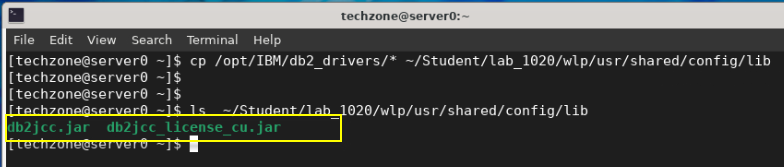 techzone@server0:~
File Edit View Search Terminal Help
[techzone@server0 ~]$ cp /opt/IBM/db2_drivers/* ~/Student/lab_1020/wlp/usr/shared/config/lib
[techzone@server0 ~]$
[techzone@server0 ~]$
[techzone@server0 ~]$ ls  ~/Student/lab_1020/wlp/usr/shared/config/lib
db2jcc.jar  db2jcc_license_cu.jar
[techzone@server0 ~]$